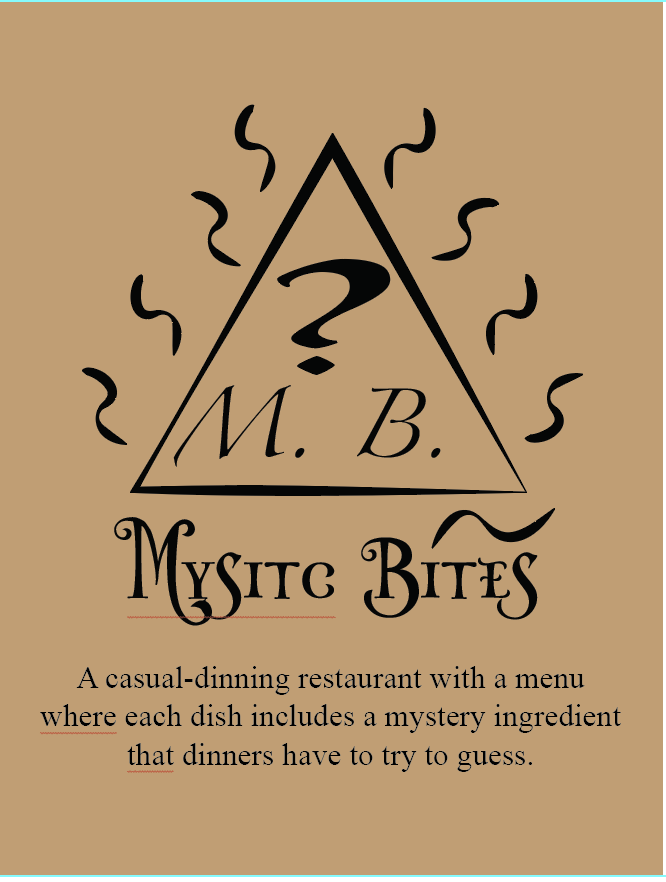 ?
M. B.
Mysitc Bites
A casual-dinning restaurant with a menu
where each dish includes a mystery ingredient
that dinners have to try to guess.